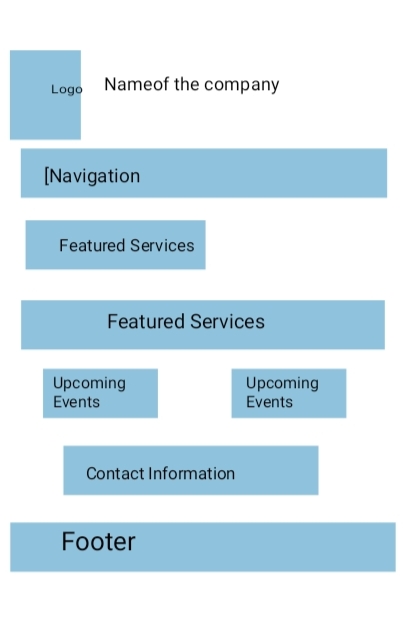 Logo
Nameof the company
[Navigation
Featured Services
Featured Services
Upcoming
Events
Upcoming
Events
Contact Information
Footer